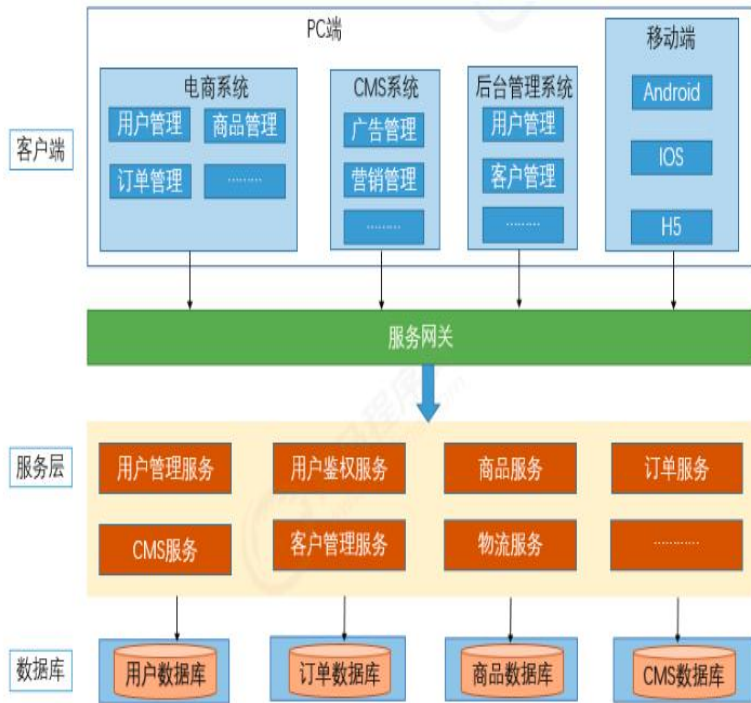 PC端
移动端
电商系统
CMS系统
后台管理系统
Android
用户管理
商品管理
广告管理
用户管理
客户端
IOS
订单管理
………
营销管理
客户管理
………
………
H5
服务网关
服务层
用户管理服务
用户鉴权服务
商品服务
订单服务
CMS服务
客户管理服务
物流服务
…………
数据库
用户数据库
订单数据库
商品数据库
CMS数据库